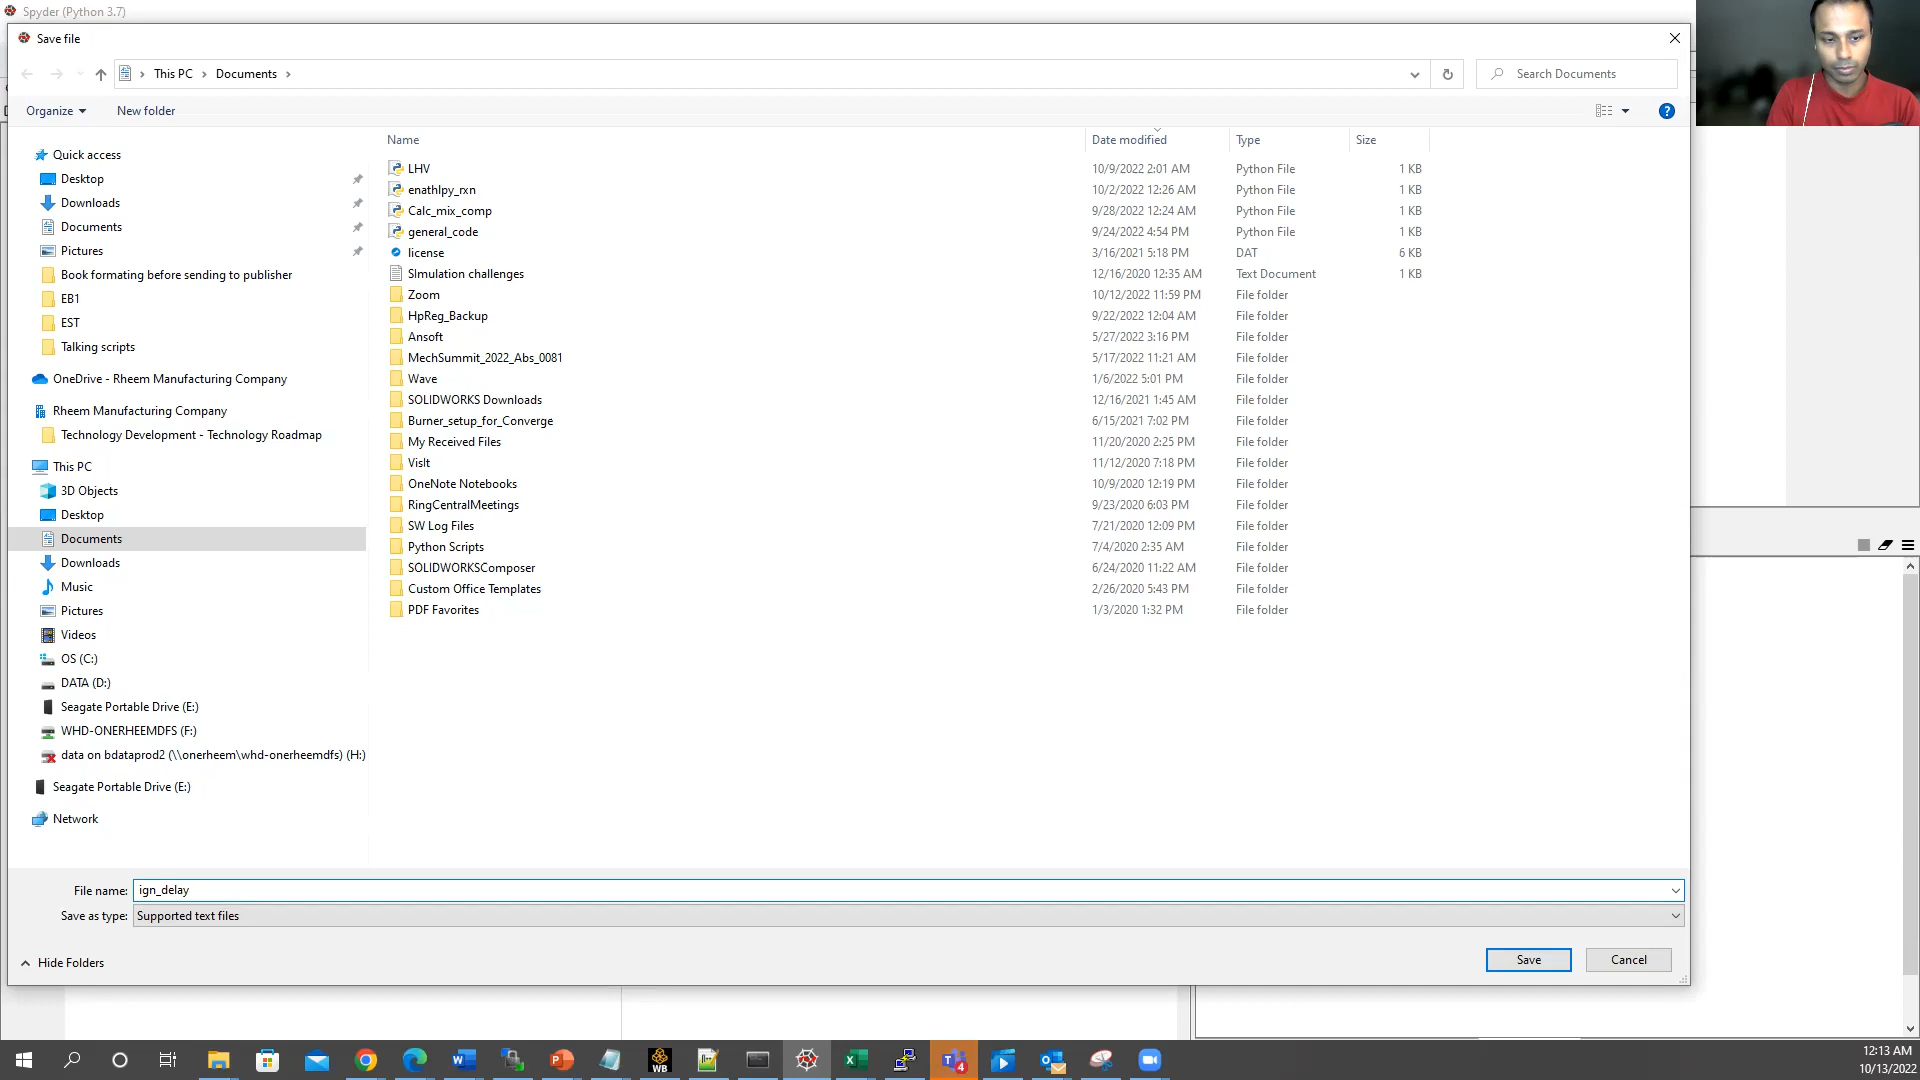 Spyder (Python 3.7)
Save file
This PC
Documents
Search Documents
Organize
New folder
Name
Date modified
Type
Size
Quick access
Desktop
Downloads
Documents
Pictures
Book formating before sending to publisher
EB1
EST
Talking scripts
OneDrive - Rheem Manufacturing Company
Rheem Manufacturing Company
Technology Development - Technology Roadmap
This PC
3D Objects
Desktop
Documents
Downloads
Music
Pictures
Videos
OS (C:)
DATA (D:)
Seagate Portable Drive (E:)
WHD-ONERHEEMDFS (F:)
data on bdataprod2 (\\onerheem\whd-onerheemdfs) (H:)
Seagate Portable Drive (E:)
Network
LHV 10/9/2022 2:01 AM Python File 1 KB
enathlpy_rxn 10/2/2022 12:26 AM Python File 1 KB
Calc_mix_comp 9/28/2022 12:24 AM Python File 1 KB
general_code 9/24/2022 4:54 PM Python File 1 KB
license 3/16/2021 5:18 PM DAT 6 KB
SImulation challenges 12/16/2020 12:35 AM Text Document 1 KB
Zoom 10/12/2022 11:59 PM File folder
HpReg_Backup 9/22/2022 12:04 AM File folder
Ansoft 5/27/2022 3:16 PM File folder
MechSummit_2022_Abs_0081 5/17/2022 11:21 AM File folder
Wave 1/6/2022 5:01 PM File folder
SOLIDWORKS Downloads 12/16/2021 1:45 AM File folder
Burner_setup_for_Converge 6/15/2021 7:02 PM File folder
My Received Files 11/20/2020 2:25 PM File folder
VisIt 11/12/2020 7:18 PM File folder
OneNote Notebooks 10/9/2020 12:19 PM File folder
RingCentralMeetings 9/23/2020 6:03 PM File folder
SW Log Files 7/21/2020 12:09 PM File folder
Python Scripts 7/4/2020 2:35 AM File folder
SOLIDWORKSComposer 6/24/2020 11:22 AM File folder
Custom Office Templates 2/26/2020 5:43 PM File folder
PDF Favorites 1/3/2020 1:32 PM File folder
File name: ign_delay
Save as type: Supported text files
Hide Folders
Save
Cancel
WB
4
12:13 AM
10/13/2022